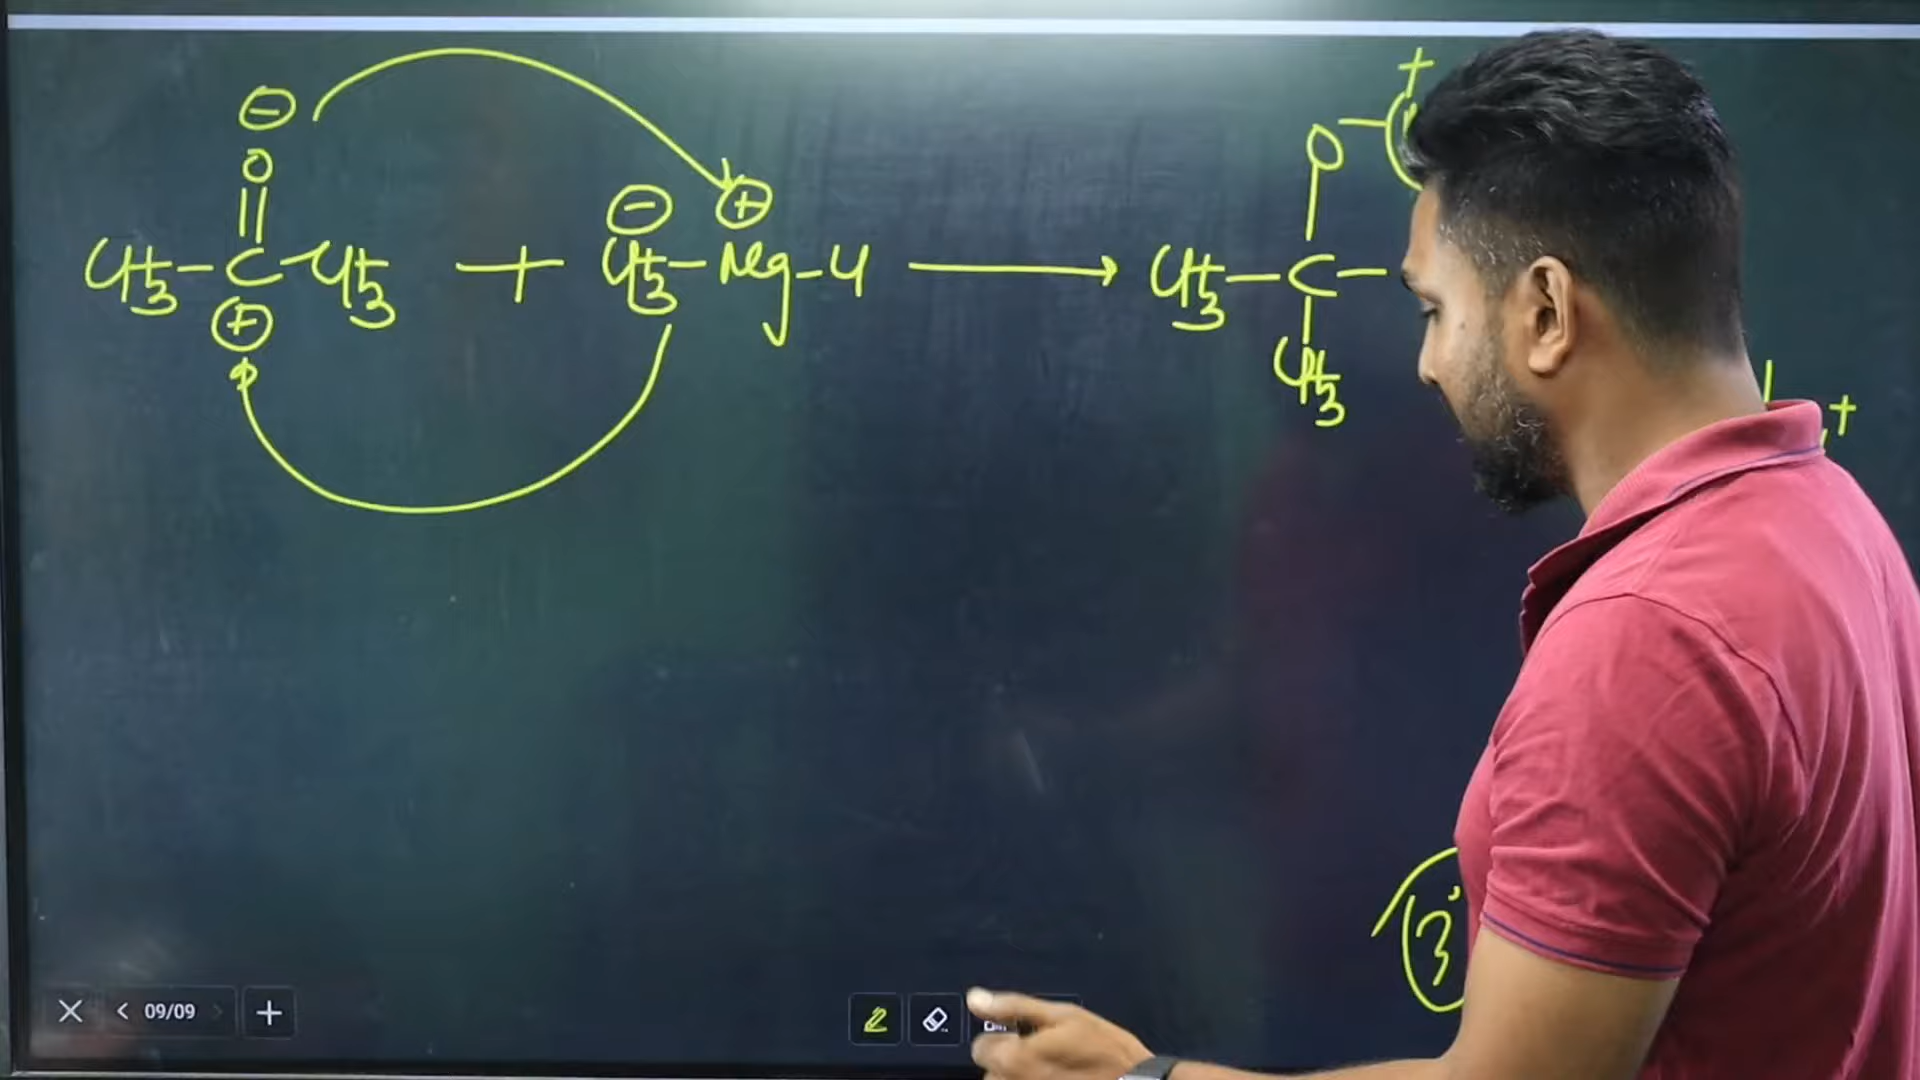 ⊖
O
||
CH3-C-CH3 + CH3-Mg-Cl ⟶ CH3-C-
⊕
⊖ ⊕
O- +
CH3
+
3°
09/09